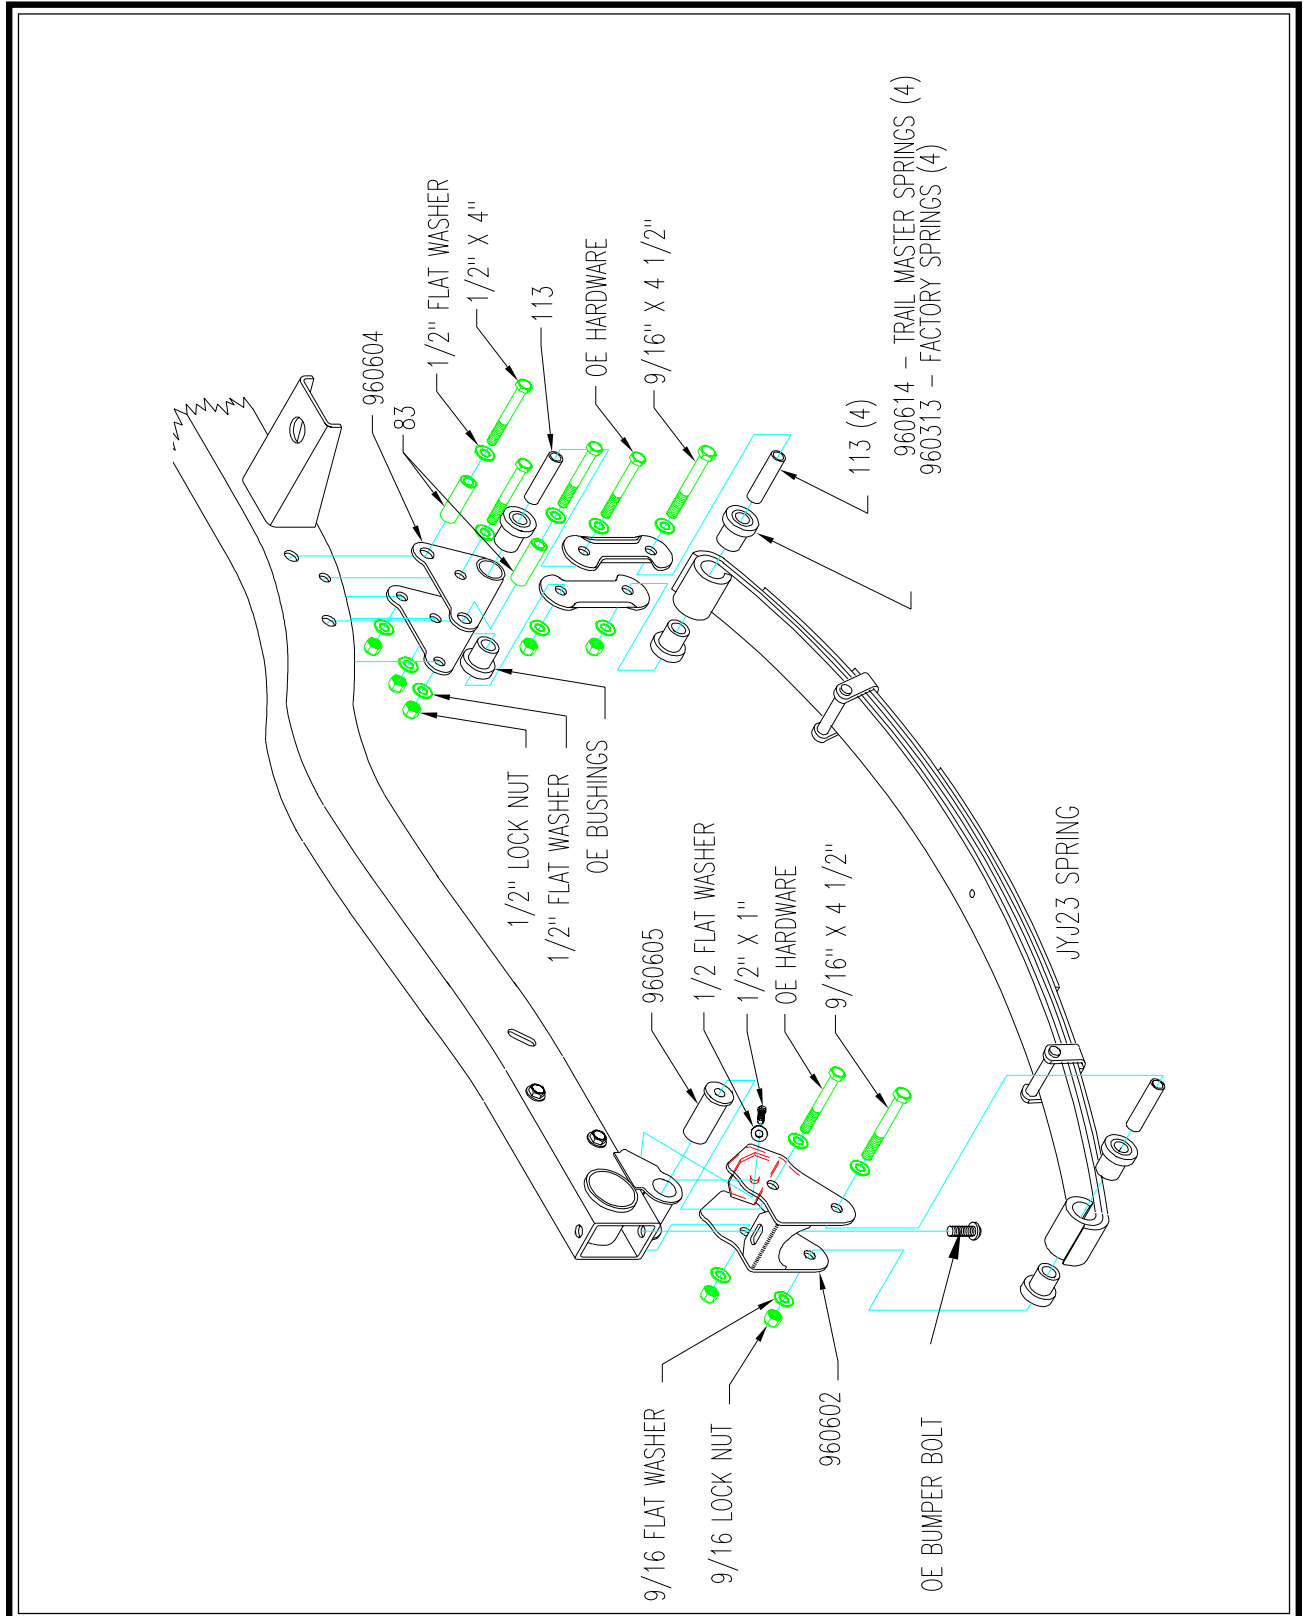 960604
83
1/2" FLAT WASHER
1/2" X 4"
113
OE HARDWARE
9/16" X 4 1/2"
113 (4)
960614 - TRAIL MASTER SPRINGS (4)
960313 - FACTORY SPRINGS (4)
1/2" LOCK NUT
1/2" FLAT WASHER
OE BUSHINGS
960605
1/2 FLAT WASHER
1/2" X 1"
OE HARDWARE
9/16" X 4 1/2"
JYJ23 SPRING
9/16 FLAT WASHER
9/16 LOCK NUT
960602
OE BUMPER BOLT